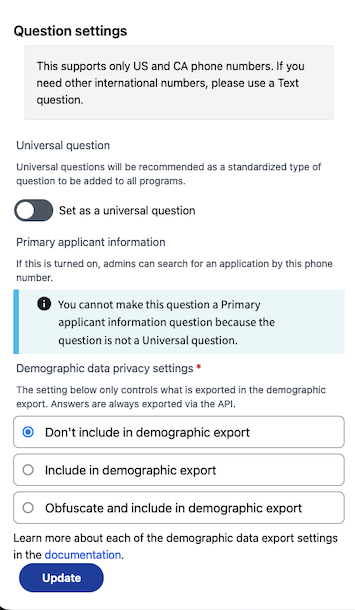 Question settings
This supports only US and CA phone numbers. If you
need other international numbers, please use a Text
question.
Universal question
Universal questions will be recommended as a standardized type of
question to be added to all programs.
Set as a universal question
Primary applicant information
If this is turned on, admins can search for an application by this phone
number.
You cannot make this question a Primary
applicant information question because the
question is not a Universal question.
Demographic data privacy settings *
The setting below only controls what is exported in the demographic
export. Answers are always exported via the API.
Don't include in demographic export
Include in demographic export
Obfuscate and include in demographic export
Learn more about each of the demographic data export settings
in the documentation.
Update